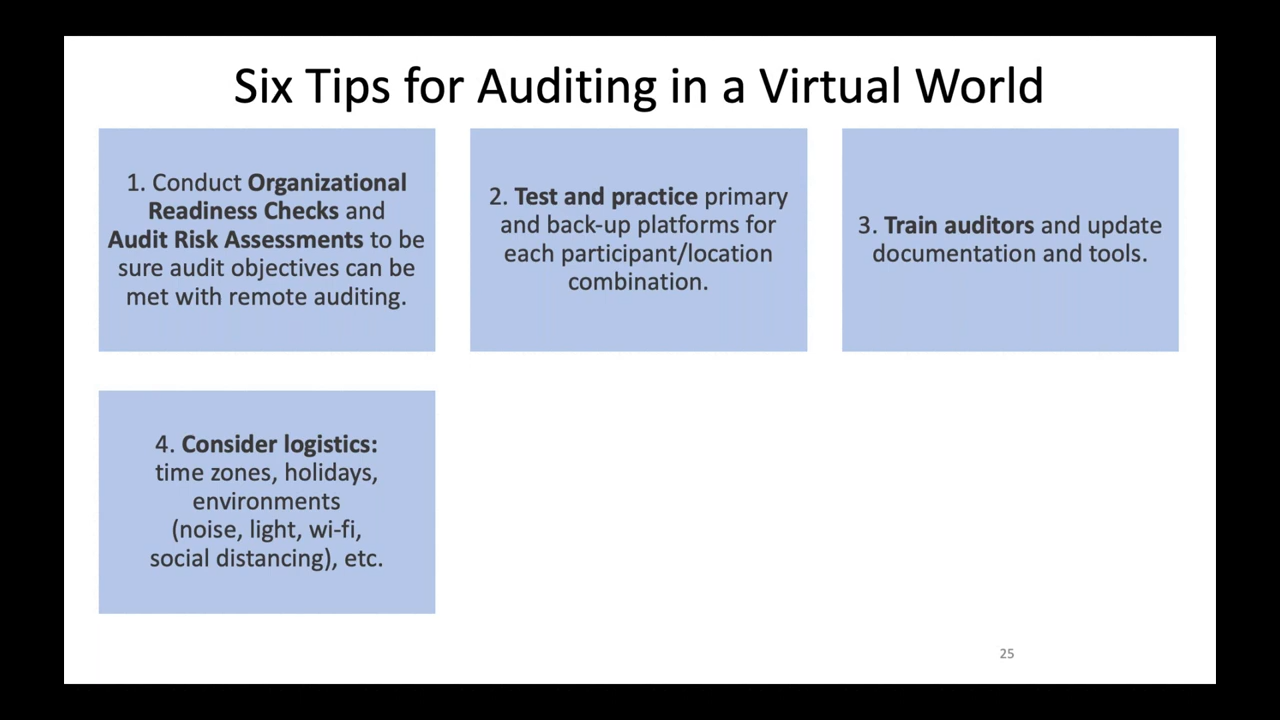 Six Tips for Auditing in a Virtual World
1. Conduct Organizational
Readiness Checks and
Audit Risk Assessments to be
sure audit objectives can be
met with remote auditing.
2. Test and practice primary
and back-up platforms for
each participant/location
combination.
3. Train auditors and update
documentation and tools.
4. Consider logistics:
time zones, holidays,
environments
(noise, light, wi-fi,
social distancing), etc.
25